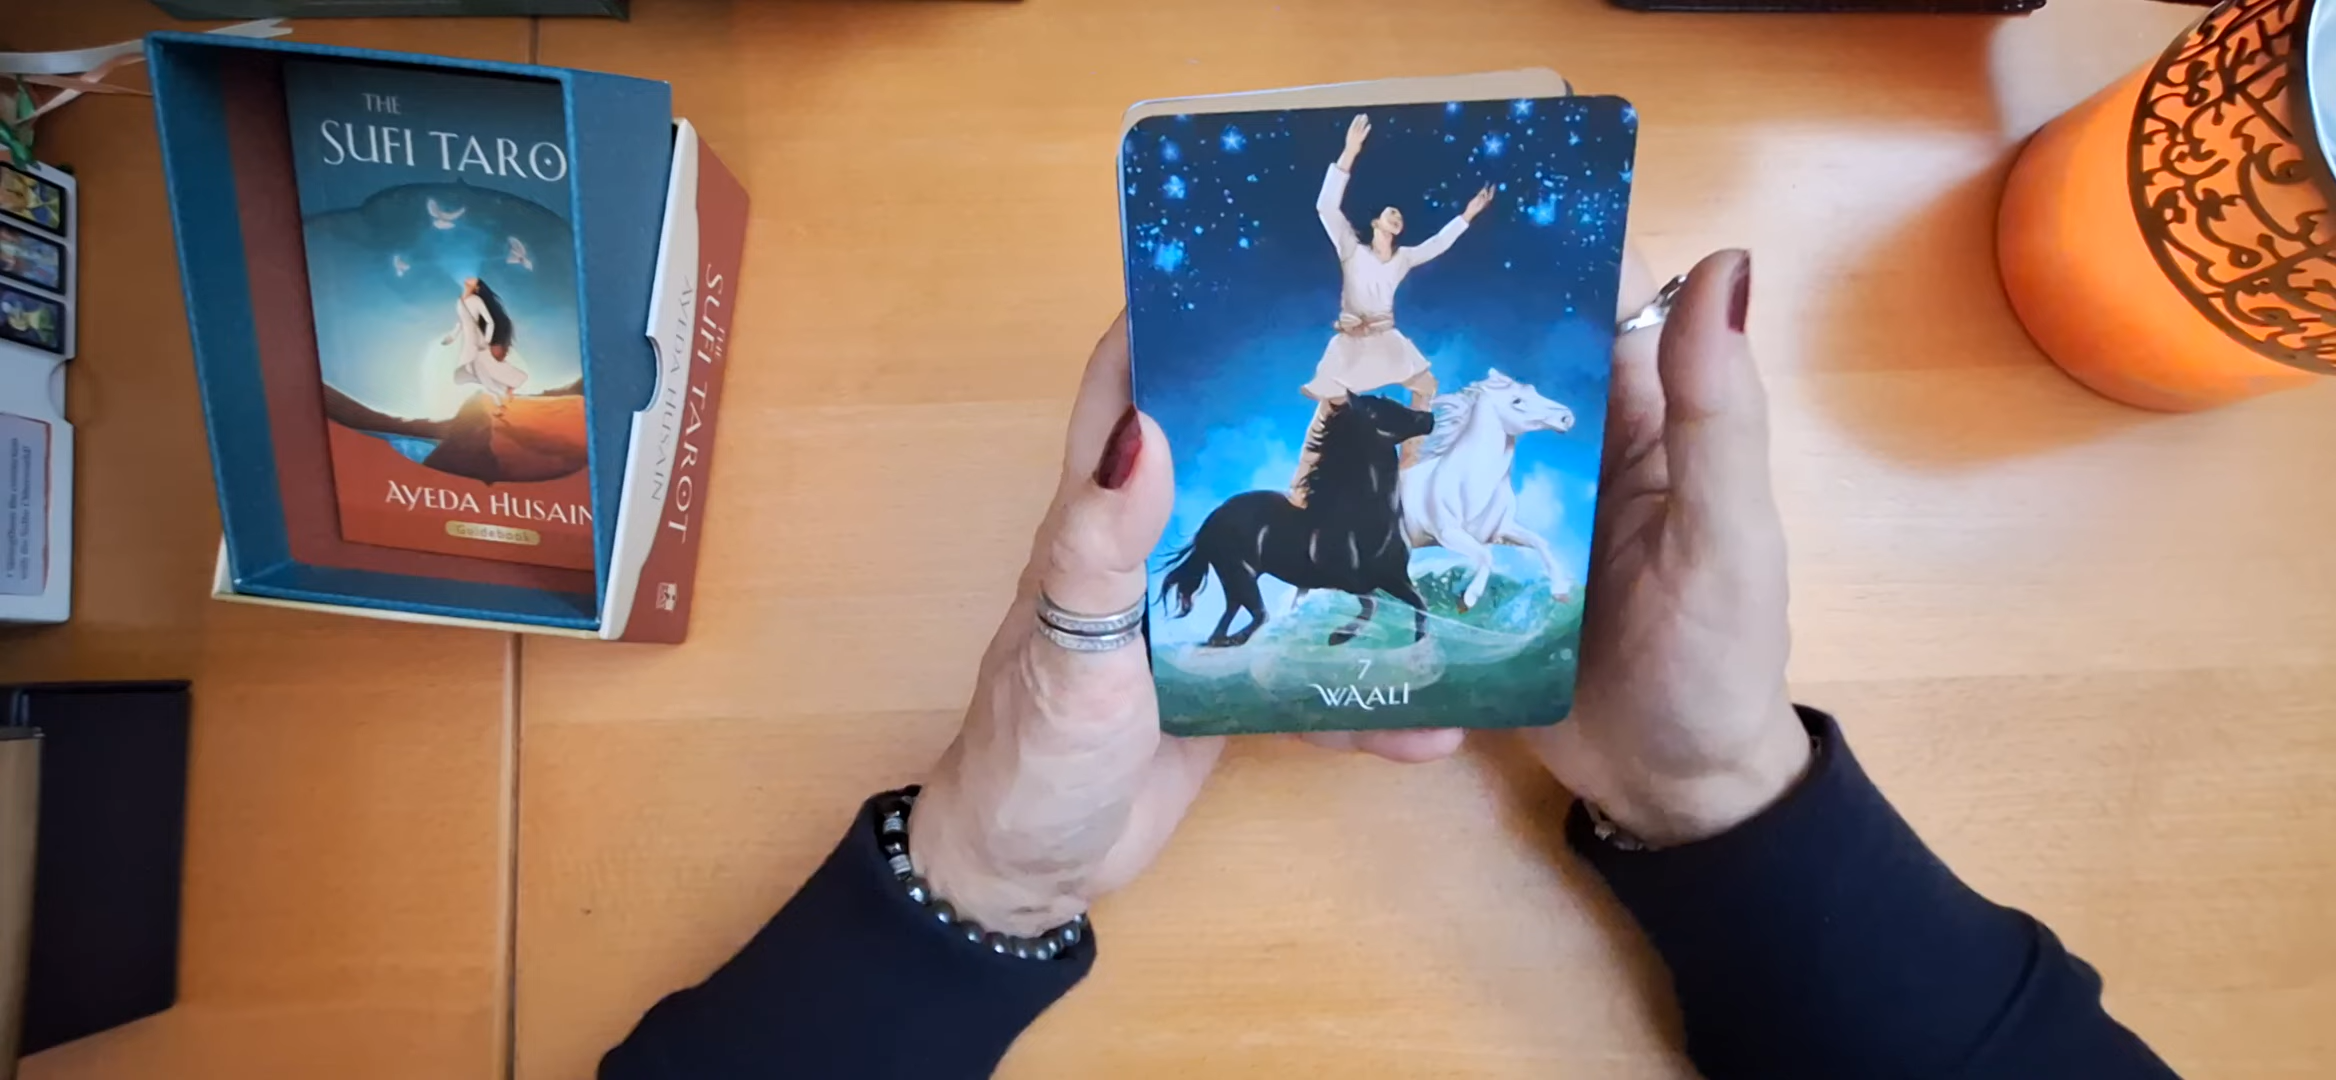 THE
SUFI TARO
AYEDA HUSAIN
Guidebook
THE
SUFI TAROT
AYEDA HUSAIN
7
WAALI